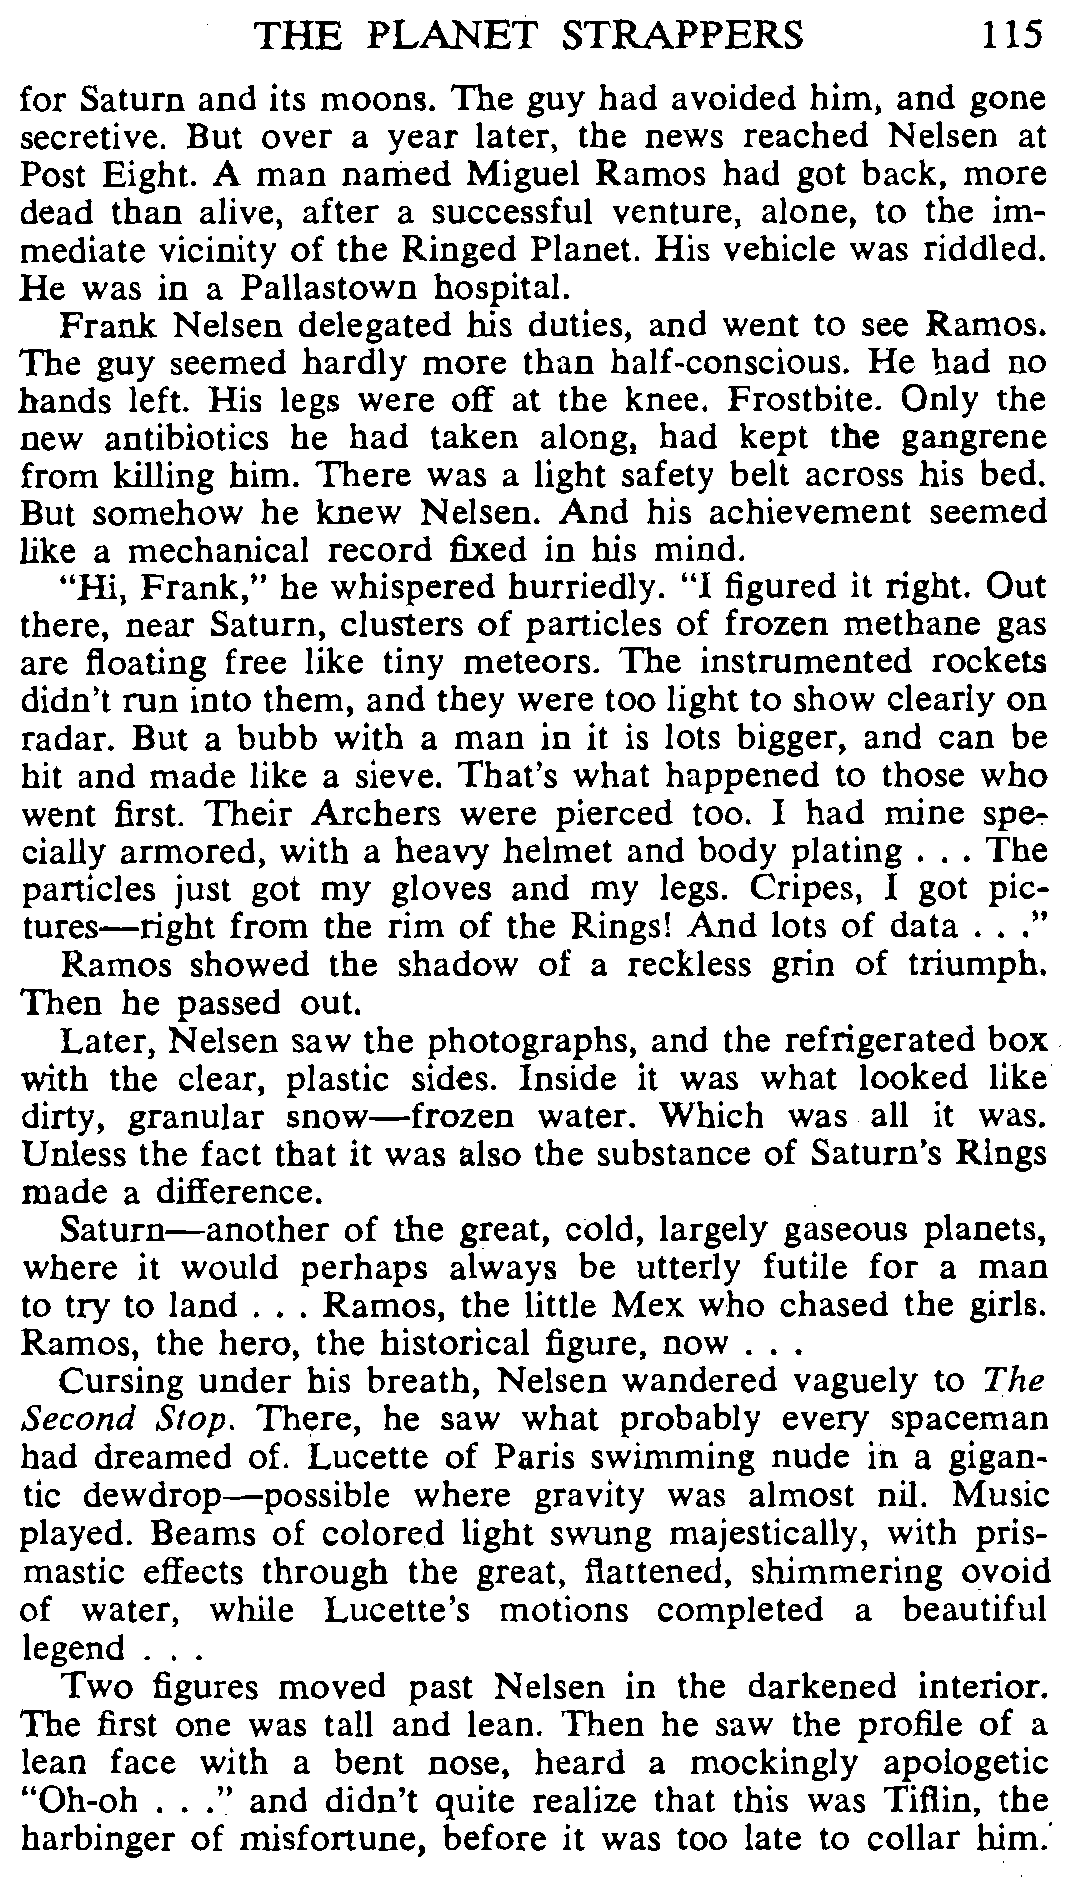 THE PLANET STRAPPERS 115
for Saturn and its moons. The guy had avoided him, and gone
secretive. But over a year later, the news reached Nelsen at
Post Eight. A man named Miguel Ramos had got back, more
dead than alive, after a successful venture, alone, to the im-
mediate vicinity of the Ringed Planet. His vehicle was riddled.
He was in a Pallastown hospital.
Frank Nelsen delegated his duties, and went to see Ramos.
The guy seemed hardly more than half-conscious. He had no
hands left. His legs were off at the knee. Frostbite. Only the
new antibiotics he had taken along, had kept the gangrene
from killing him. There was a light safety belt across his bed.
But somehow he knew Nelsen. And his achievement seemed
like a mechanical record fixed in his mind.
“Hi, Frank,” he whispered hurriedly. “I figured it right. Out
there, near Saturn, clusters of particles of frozen methane gas
are floating free like tiny meteors. The instrumented rockets
didn't run into them, and they were too light to show clearly on
radar. But a bubb with a man in it is lots bigger, and can be
hit and made like a sieve. That's what happened to those who
went first. Their Archers were pierced too. I had mine spe-
cially armored, with a heavy helmet and body plating . . . The
particles just got my gloves and my legs. Cripes, I got pic-
tures—right from the rim of the Rings! And lots of data . . .”
Ramos showed the shadow of a reckless grin of triumph.
Then he passed out.
Later, Nelsen saw the photographs, and the refrigerated box
with the clear, plastic sides. Inside it was what looked like
dirty, granular snow—frozen water. Which was all it was.
Unless the fact that it was also the substance of Saturn's Rings
made a difference.
Saturn—another of the great, cold, largely gaseous planets,
where it would perhaps always be utterly futile for a man
to try to land . . . Ramos, the little Mex who chased the girls.
Ramos, the hero, the historical figure, now . . .
Cursing under his breath, Nelsen wandered vaguely to The
Second Stop. There, he saw what probably every spaceman
had dreamed of. Lucette of Paris swimming nude in a gigan-
tic dewdrop—possible where gravity was almost nil. Music
played. Beams of colored light swung majestically, with pris-
mastic effects through the great, flattened, shimmering ovoid
of water, while Lucette's motions completed a beautiful
legend . . .
Two figures moved past Nelsen in the darkened interior.
The first one was tall and lean. Then he saw the profile of a
lean face with a bent nose, heard a mockingly apologetic
“Oh-oh . . .” and didn't quite realize that this was Tiflin, the
harbinger of misfortune, before it was too late to collar him.